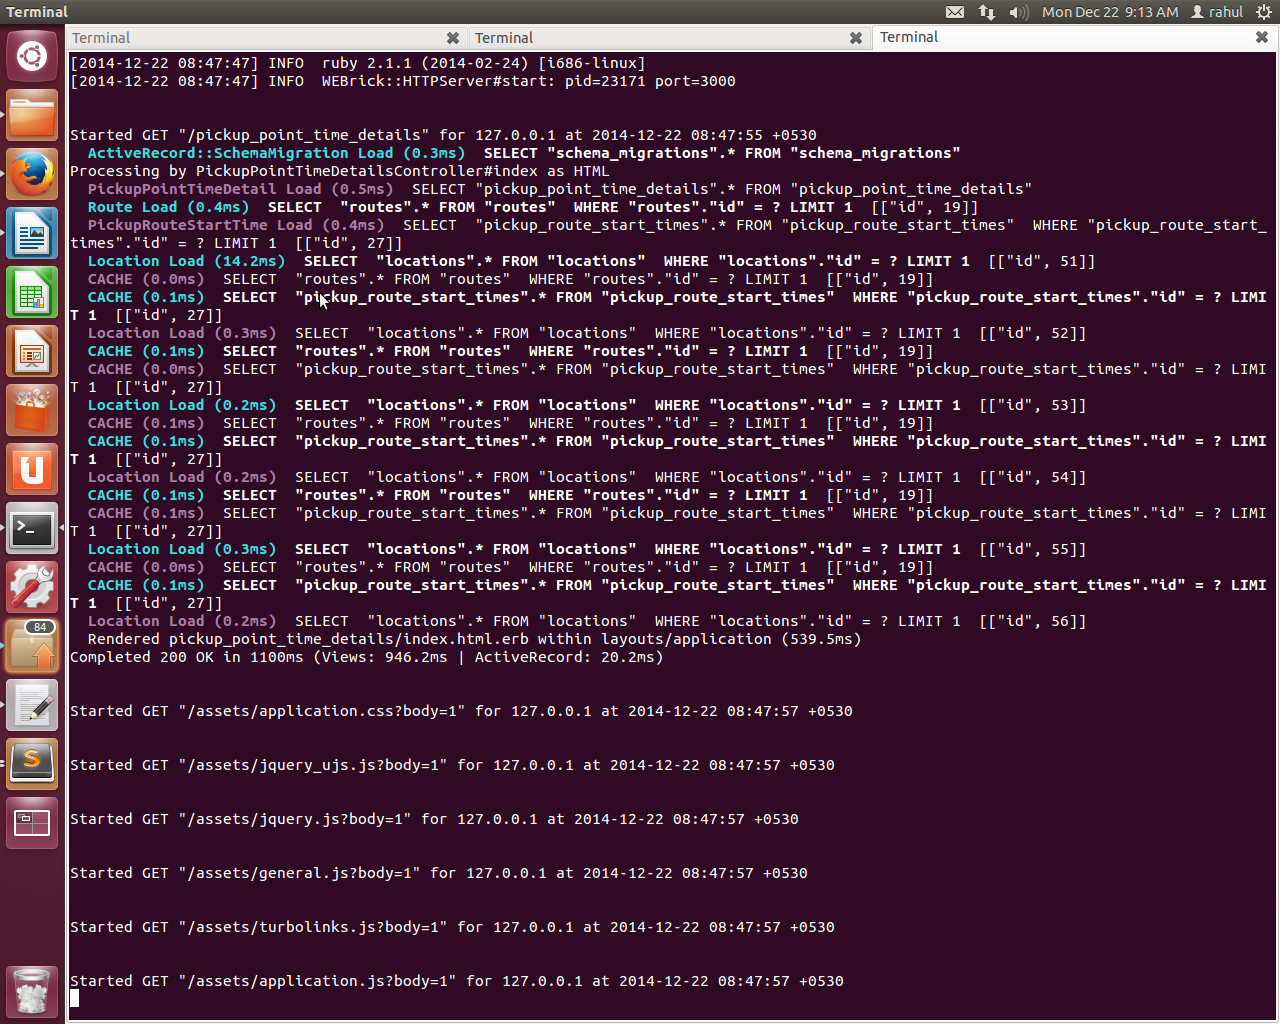 Terminal
Mon Dec 22 9:13 AM
rahul
Terminal
Terminal
Terminal
[2014-12-22 08:47:47] INFO  ruby 2.1.1 (2014-02-24) [i686-linux]
[2014-12-22 08:47:47] INFO  WEBrick::HTTPServer#start: pid=23171 port=3000
Started GET "/pickup_point_time_details" for 127.0.0.1 at 2014-12-22 08:47:55 +0530
ActiveRecord::SchemaMigration Load (0.3ms)  SELECT "schema_migrations".* FROM "schema_migrations"
Processing by PickupPointTimeDetailsController#index as HTML
PickupPointTimeDetail Load (0.5ms)  SELECT "pickup_point_time_details".* FROM "pickup_point_time_details"
Route Load (0.4ms)  SELECT  "routes".* FROM "routes"  WHERE "routes"."id" = ? LIMIT 1  [["id", 19]]
PickupRouteStartTime Load (0.4ms)  SELECT  "pickup_route_start_times".* FROM "pickup_route_start_times"  WHERE "pickup_route_start_
times"."id" = ? LIMIT 1  [["id", 27]]
Location Load (14.2ms)  SELECT  "locations".* FROM "locations"  WHERE "locations"."id" = ? LIMIT 1  [["id", 51]]
CACHE (0.0ms)  SELECT  "routes".* FROM "routes"  WHERE "routes"."id" = ? LIMIT 1  [["id", 19]]
CACHE (0.1ms)  SELECT  "pickup_route_start_times".* FROM "pickup_route_start_times"  WHERE "pickup_route_start_times"."id" = ? LIMI
T 1  [["id", 27]]
Location Load (0.3ms)  SELECT  "locations".* FROM "locations"  WHERE "locations"."id" = ? LIMIT 1  [["id", 52]]
CACHE (0.1ms)  SELECT  "routes".* FROM "routes"  WHERE "routes"."id" = ? LIMIT 1  [["id", 19]]
CACHE (0.0ms)  SELECT  "pickup_route_start_times".* FROM "pickup_route_start_times"  WHERE "pickup_route_start_times"."id" = ? LIMI
T 1  [["id", 27]]
Location Load (0.2ms)  SELECT  "locations".* FROM "locations"  WHERE "locations"."id" = ? LIMIT 1  [["id", 53]]
CACHE (0.0ms)  SELECT  "routes".* FROM "routes"  WHERE "routes"."id" = ? LIMIT 1  [["id", 19]]
CACHE (0.1ms)  SELECT  "pickup_route_start_times".* FROM "pickup_route_start_times"  WHERE "pickup_route_start_times"."id" = ? LIMI
T 1  [["id", 27]]
Location Load (0.2ms)  SELECT  "locations".* FROM "locations"  WHERE "locations"."id" = ? LIMIT 1  [["id", 54]]
CACHE (0.1ms)  SELECT  "routes".* FROM "routes"  WHERE "routes"."id" = ? LIMIT 1  [["id", 19]]
CACHE (0.1ms)  SELECT  "pickup_route_start_times".* FROM "pickup_route_start_times"  WHERE "pickup_route_start_times"."id" = ? LIMI
T 1  [["id", 27]]
Location Load (0.3ms)  SELECT  "locations".* FROM "locations"  WHERE "locations"."id" = ? LIMIT 1  [["id", 55]]
CACHE (0.0ms)  SELECT  "routes".* FROM "routes"  WHERE "routes"."id" = ? LIMIT 1  [["id", 19]]
CACHE (0.1ms)  SELECT  "pickup_route_start_times".* FROM "pickup_route_start_times"  WHERE "pickup_route_start_times"."id" = ? LIMI
T 1  [["id", 27]]
Location Load (0.2ms)  SELECT  "locations".* FROM "locations"  WHERE "locations"."id" = ? LIMIT 1  [["id", 56]]
Rendered pickup_point_time_details/index.html.erb within layouts/application (539.5ms)
Completed 200 OK in 1100ms (Views: 946.2ms | ActiveRecord: 20.2ms)
Started GET "/assets/application.css?body=1" for 127.0.0.1 at 2014-12-22 08:47:57 +0530
Started GET "/assets/jquery_ujs.js?body=1" for 127.0.0.1 at 2014-12-22 08:47:57 +0530
Started GET "/assets/jquery.js?body=1" for 127.0.0.1 at 2014-12-22 08:47:57 +0530
Started GET "/assets/general.js?body=1" for 127.0.0.1 at 2014-12-22 08:47:57 +0530
Started GET "/assets/turbolinks.js?body=1" for 127.0.0.1 at 2014-12-22 08:47:57 +0530
Started GET "/assets/application.js?body=1" for 127.0.0.1 at 2014-12-22 08:47:57 +0530
84